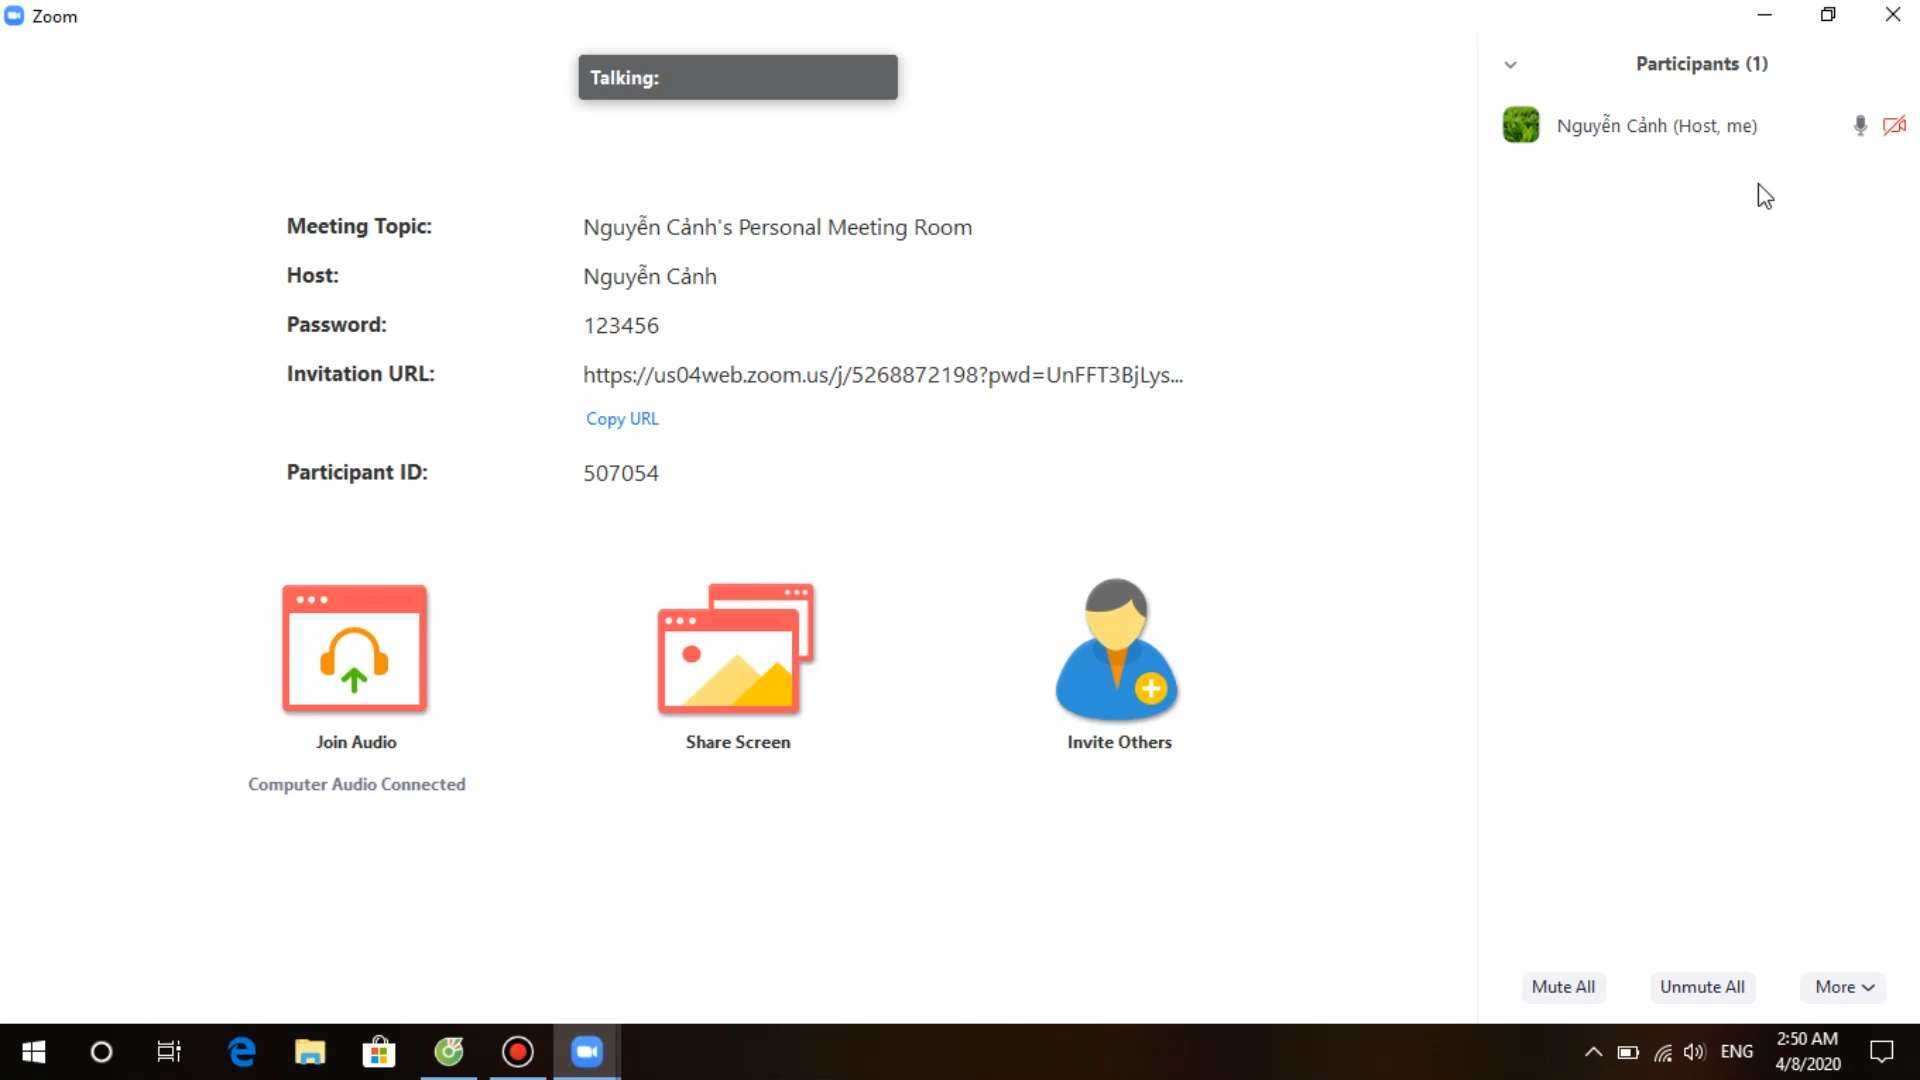 Zoom
Talking:
Participants (1)
Nguyễn Cảnh (Host, me)
Meeting Topic: Nguyễn Cảnh's Personal Meeting Room
Host: Nguyễn Cảnh
Password: 123456
Invitation URL: https://us04web.zoom.us/j/5268872198?pwd=UnFFT3BjLys...
Copy URL
Participant ID: 507054
Join Audio
Share Screen
Invite Others
Computer Audio Connected
Mute All
Unmute All
More
ENG
2:50 AM
4/8/2020